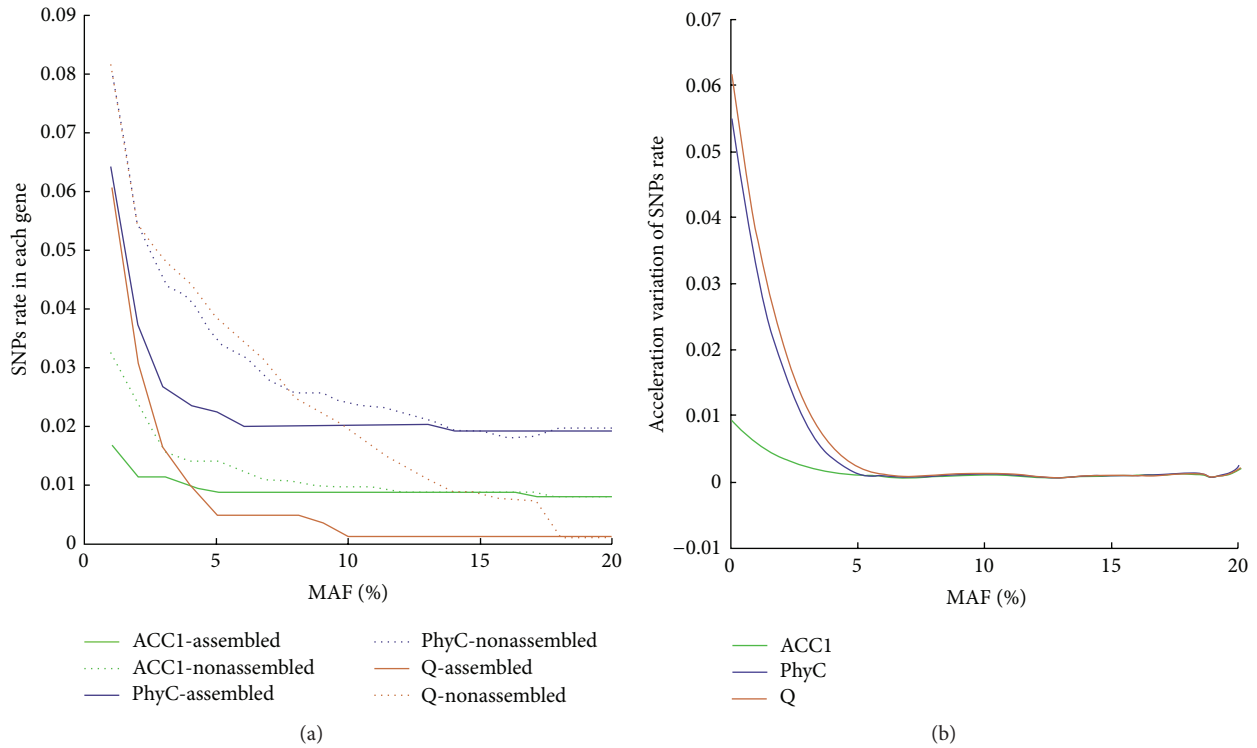 0.09
0.08
0.07
0.06
0.05
0.04
0.03
0.02
0.01
0
SNPs rate in each gene
0 5 10 15 20
MAF (%)
ACC1-assembled
ACC1-nonassembled
PhyC-assembled
PhyC-nonassembled
Q-assembled
Q-nonassembled
(a)
0.07
0.06
0.05
0.04
0.03
0.02
0.01
0
−0.01
Acceleration variation of SNPs rate
0 5 10 15 20
MAF (%)
ACC1
PhyC
Q
(b)